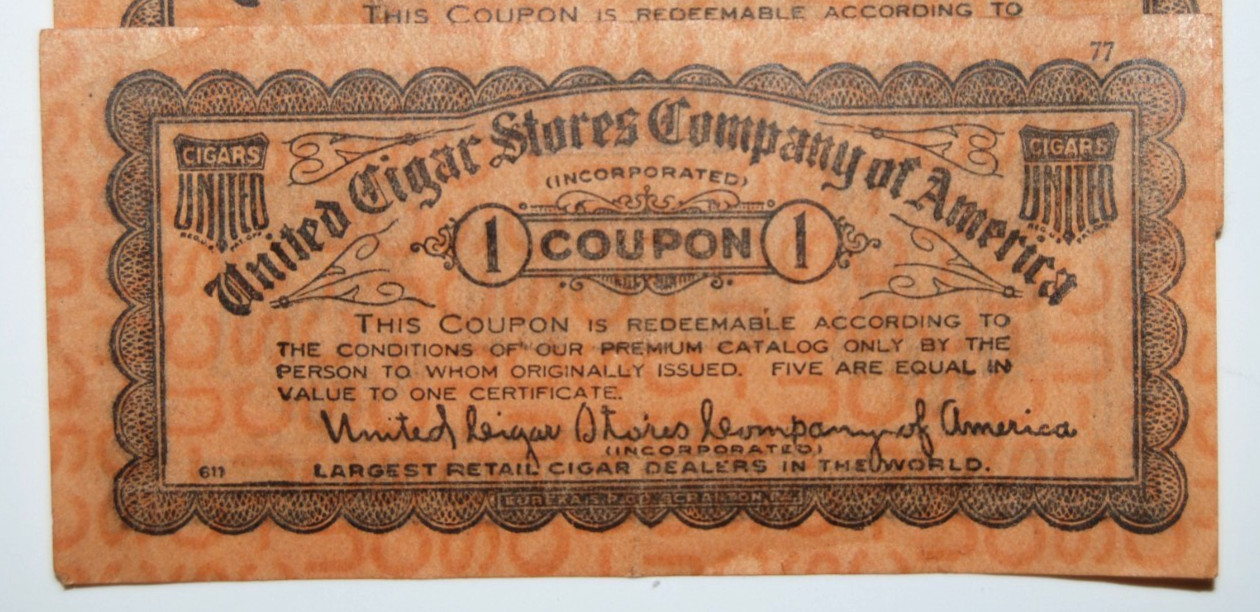 THIS COUPON IS REDEEMABLE ACCORDING TO
77
United Cigar Stores Company of America
CIGARS
UNITED
CIGARS
UNITED
(INCORPORATED)
1 COUPON 1
THIS COUPON IS REDEEMABLE ACCORDING TO
THE CONDITIONS OF OUR PREMIUM CATALOG ONLY BY THE
PERSON TO WHOM ORIGINALLY ISSUED. FIVE ARE EQUAL IN
VALUE TO ONE CERTIFICATE.
United Cigar Stores Company of America
(INCORPORATED)
611 LARGEST RETAIL CIGAR DEALERS IN THE WORLD.